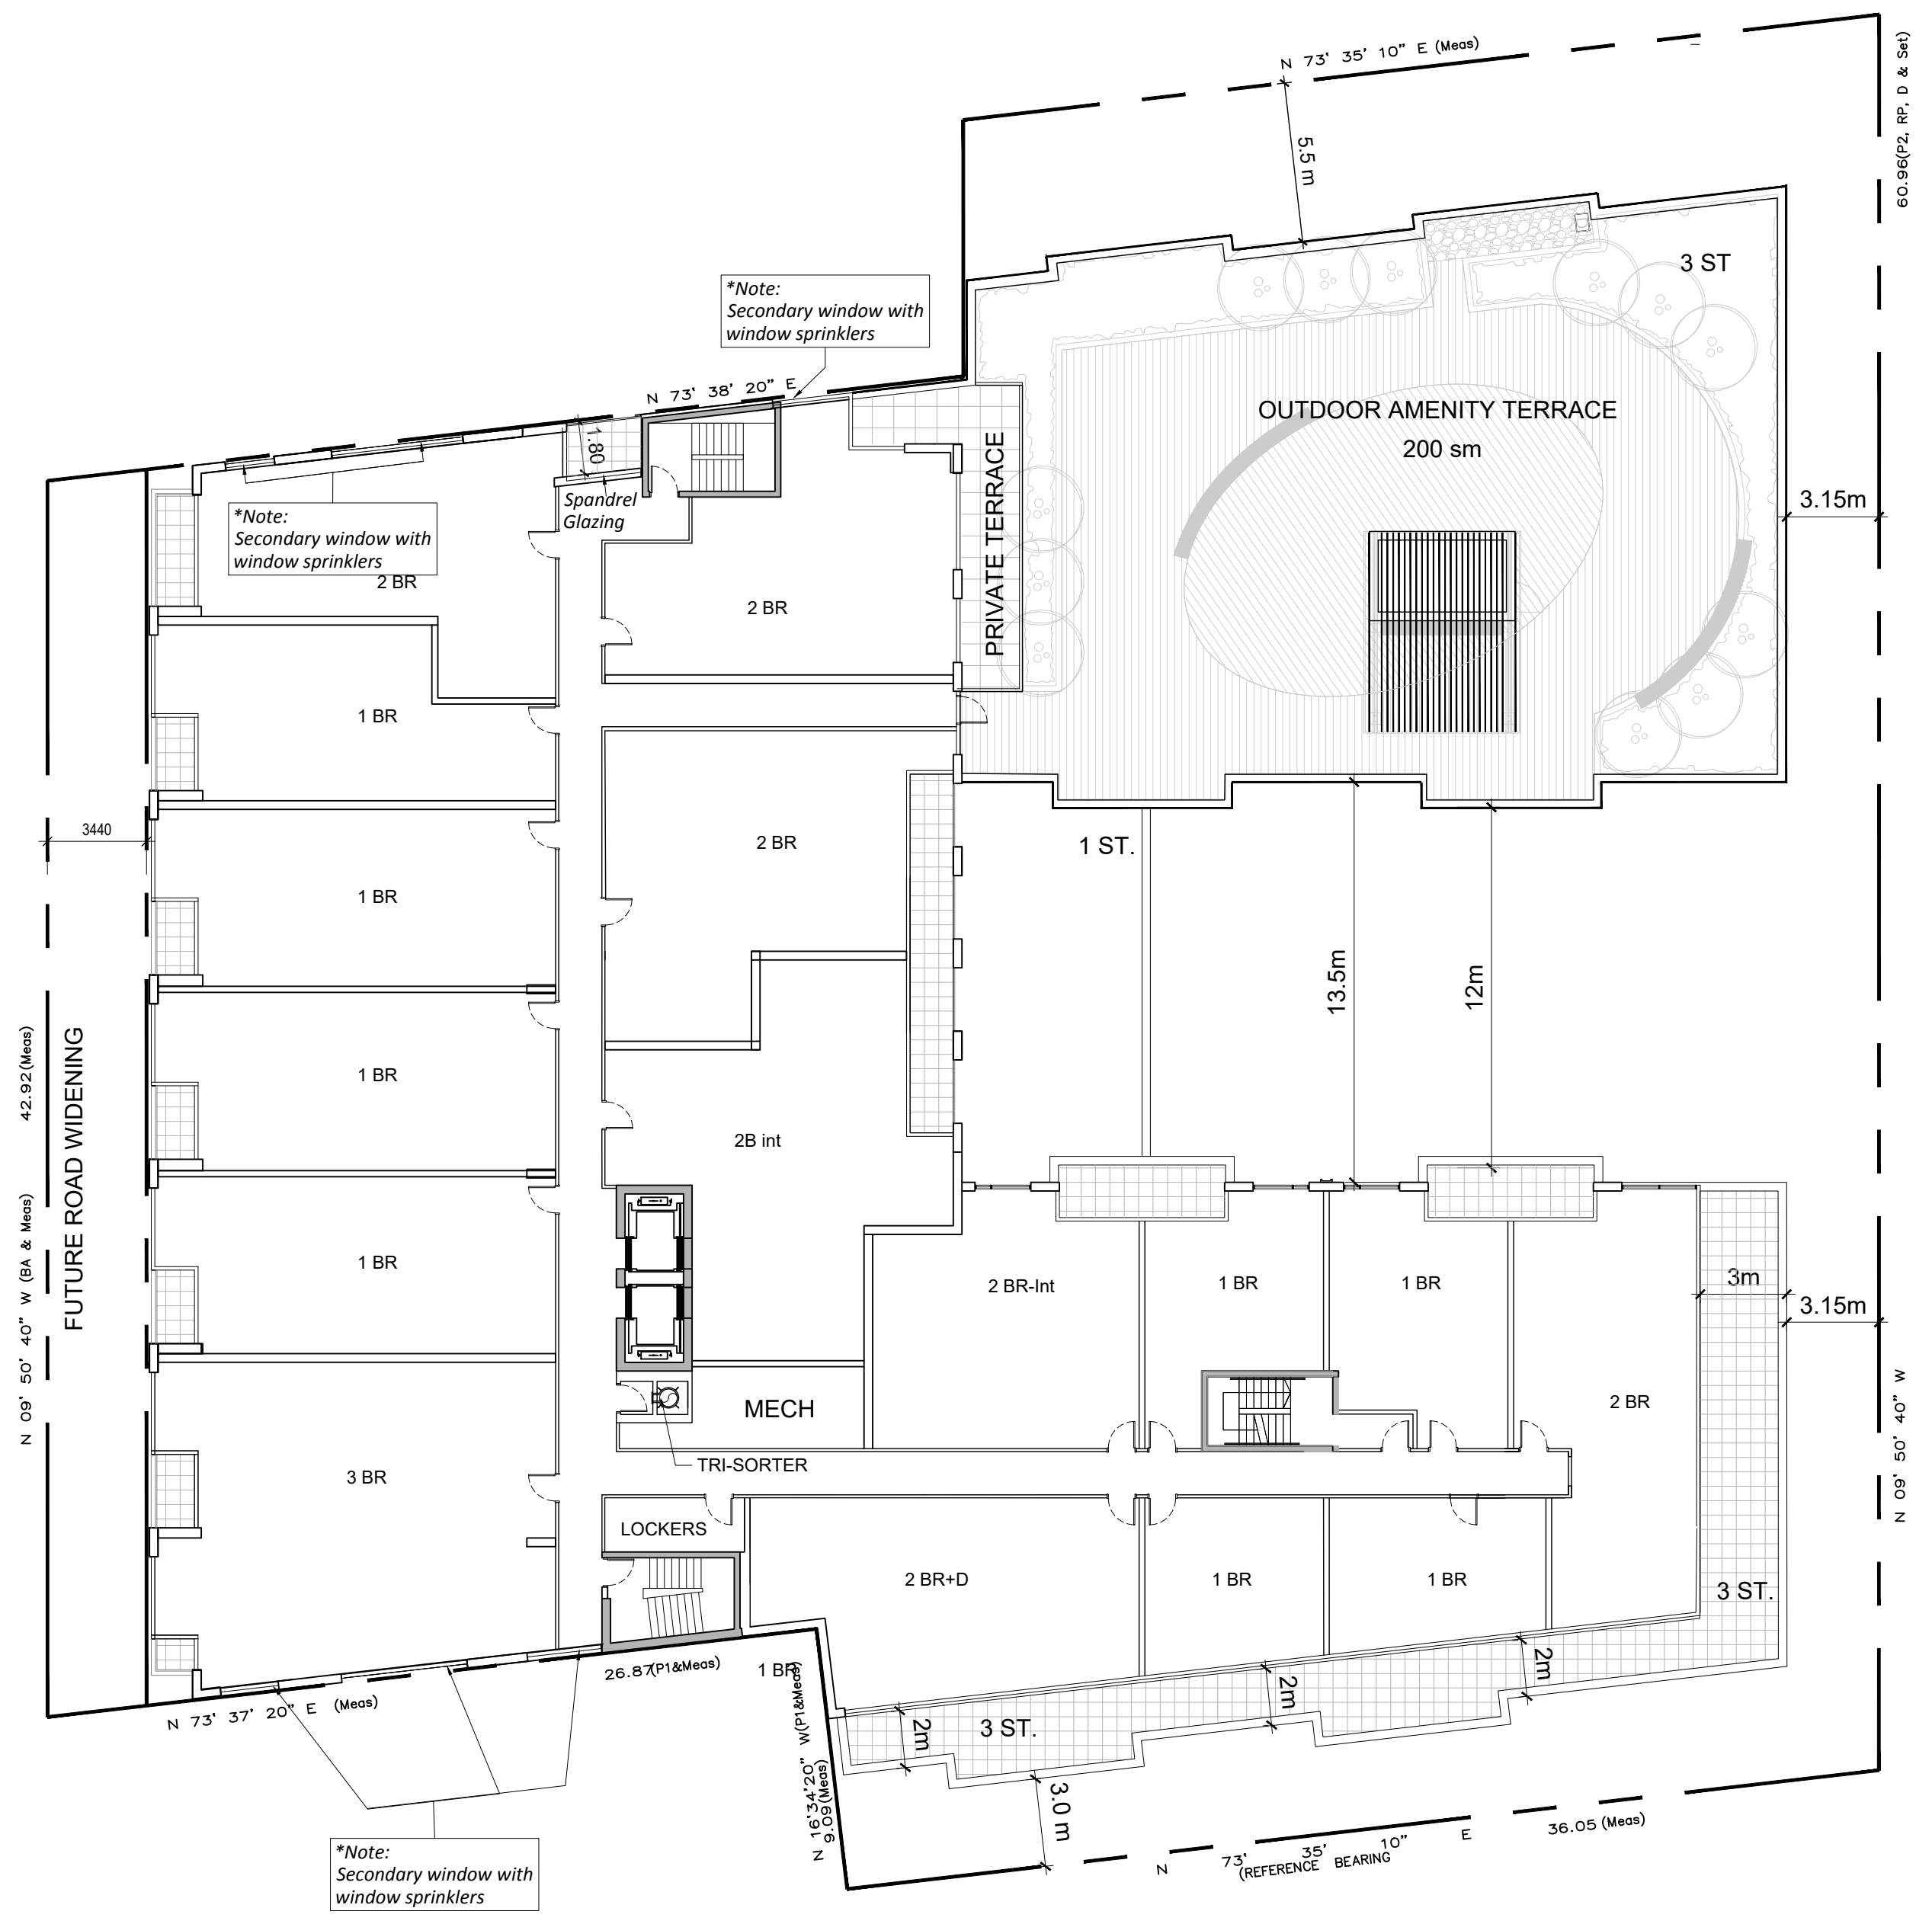 N 73' 35' 10" E (Meas)
60.96(P2, RP, D & Set)
5.5 m
3 ST
*Note:
Secondary window with
window sprinklers
N 73' 38' 20" E
OUTDOOR AMENITY TERRACE
200 sm
1.80
PRIVATE TERRACE
3.15m
Spandrel
Glazing
*Note:
Secondary window with
window sprinklers
2 BR
2 BR
1 BR
3440
2 BR
1 ST.
1 BR
13.5m
12m
42.92(Meas)
FUTURE ROAD WIDENING
1 BR
2B int
N 09' 50' 40" W (BA & Meas)
1 BR
2 BR-Int
1 BR
1 BR
3m
3.15m
2 BR
MECH
N 09' 50' 40" W
TRI-SORTER
3 BR
LOCKERS
2 BR+D
1 BR
1 BR
3 ST.
26.87(P1&Meas)
1 BR
2m
2m
2m
3 ST.
N 73' 37' 20" E (Meas)
N 16'34'20" W(P1&Meas)
9.09(Meas)
3.0 m
N 73' 35' 10" E 36.05 (Meas)
(REFERENCE BEARING
*Note:
Secondary window with
window sprinklers